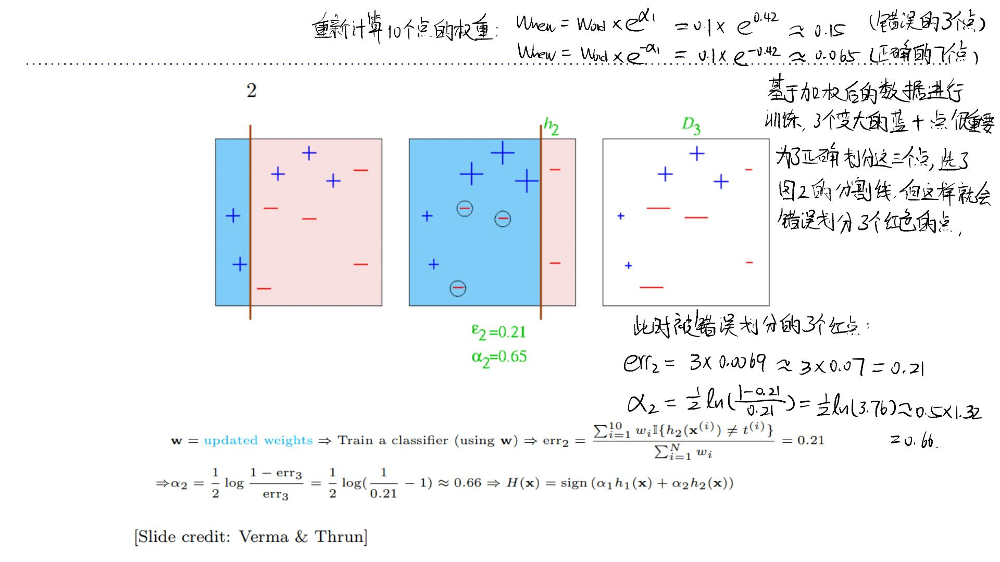 重新计算10个点的权重: Wnew = Wold × e^{α1} = 0.1 × e^{0.42} ≈ 0.15 (错误的3个点)
Wnew = Wold × e^{-α1} = 0.1 × e^{-0.42} ≈ 0.065 (正确的7个点)
2
基于加权后的数据进行
训练, 3个变大的蓝+点很重要
为了正确划分这三个点, 选了
图2的分割线, 但这样就会
错误划分3个红色的点,
h₂
D₃
ε₂=0.21
α₂=0.65
此时被错误划分的3个红点:
err₂ = 3×0.0069 ≈ 3×0.07 = 0.21
α₂ = ½ ln(\frac{1-0.21}{0.21}) = ½ ln(3.76) ≈ 0.5×1.32
= 0.66.
w = updated weights ⇒ Train a classifier (using w) ⇒ err₂ = \frac{∑_{i=1}^{10} w_i 𝕀{h₂(x^{(i)}) ≠ t^{(i)}}}{∑_{i=1}^{N} w_i} = 0.21
⇒α₂ = \frac{1}{2} log \frac{1 − err₃}{err₃} = \frac{1}{2} log(\frac{1}{0.21} − 1) ≈ 0.66 ⇒ H(x) = sign (α₁h₁(x) + α₂h₂(x))
[Slide credit: Verma & Thrun]